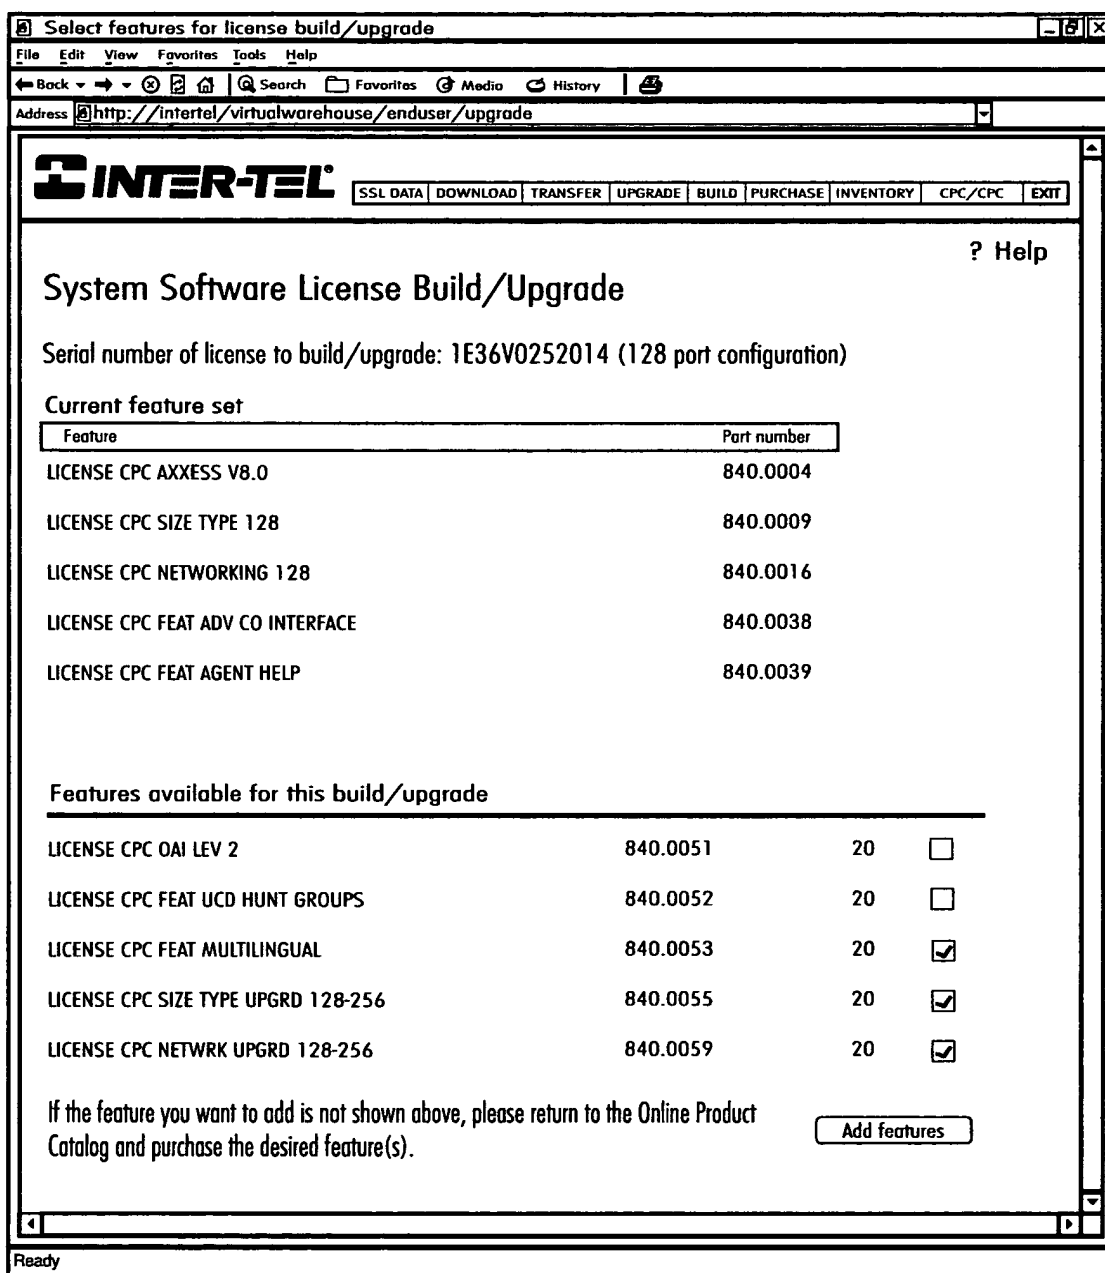 Select features for license build/upgrade
File Edit View Favorites Tools Help
Back Search Favorites Media History
Address http://intertel/virtualwarehouse/enduser/upgrade
INTER-TEL®
SSL DATA DOWNLOAD TRANSFER UPGRADE BUILD PURCHASE INVENTORY CPC/CPC EXIT
? Help
System Software License Build/Upgrade
Serial number of license to build/upgrade: 1E36V0252014 (128 port configuration)
Current feature set
Feature Part number
LICENSE CPC AXXESS V8.0 840.0004
LICENSE CPC SIZE TYPE 128 840.0009
LICENSE CPC NETWORKING 128 840.0016
LICENSE CPC FEAT ADV CO INTERFACE 840.0038
LICENSE CPC FEAT AGENT HELP 840.0039
Features available for this build/upgrade
LICENSE CPC OAI LEV 2 840.0051 20
LICENSE CPC FEAT UCD HUNT GROUPS 840.0052 20
LICENSE CPC FEAT MULTILINGUAL 840.0053 20
LICENSE CPC SIZE TYPE UPGRD 128-256 840.0055 20
LICENSE CPC NETWRK UPGRD 128-256 840.0059 20
If the feature you want to add is not shown above, please return to the Online Product
Catalog and purchase the desired feature(s).
Add features
Ready